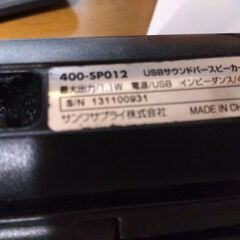 400-SP012 USBサウンドバースピーカー
最大出力/1.1W 電源/USB インピーダンス/4
S/N 131100931
サンワサプライ株式会社 MADE IN CH